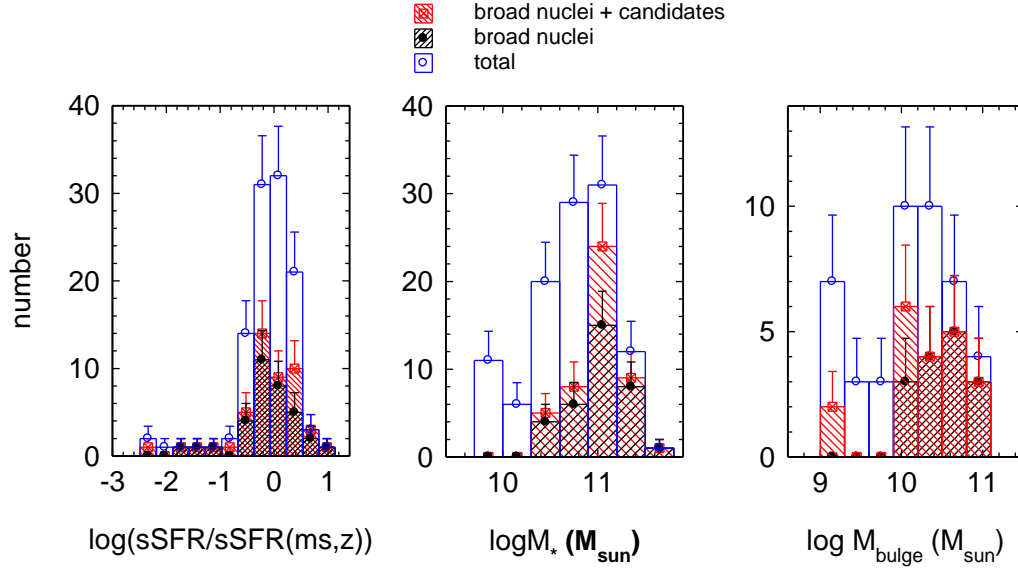 broad nuclei + candidates
broad nuclei
total
number
40
30
20
10
0
-3 -2 -1 0 1
log(sSFR/sSFR(ms,z))
40
30
20
10
0
10 11
logM* (Msun)
10
5
0
9 10 11
log Mbulge (Msun)